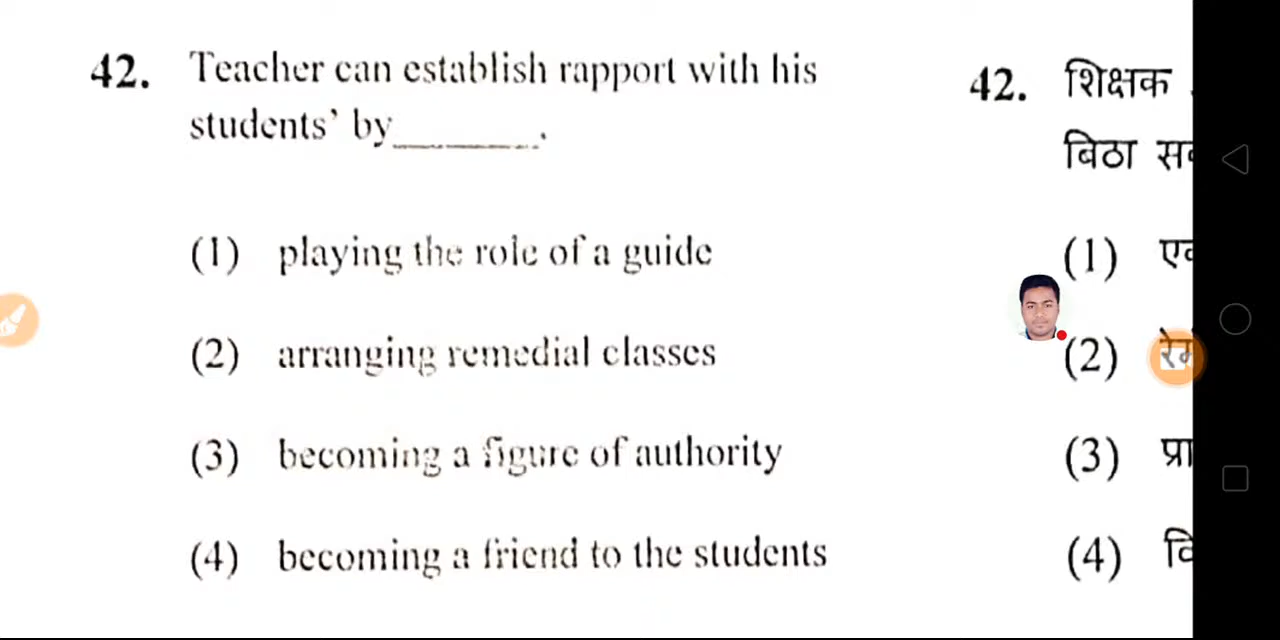 42. Teacher can establish rapport with his
students' by_______.
(1) playing the role of a guide
(2) arranging remedial classes
(3) becoming a figure of authority
(4) becoming a friend to the students
42. शिक्षक
बिठा
(1)
(2)
(3)
(4)